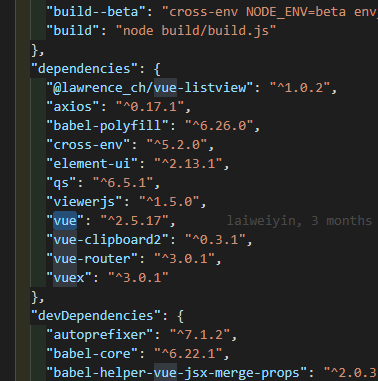 "build--beta": "cross-env NODE_ENV=beta env
"build": "node build/build.js"
},
"dependencies": {
"@lawrence_ch/vue-listview": "^1.0.2",
"axios": "^0.17.1",
"babel-polyfill": "^6.26.0",
"cross-env": "^5.2.0",
"element-ui": "^2.13.1",
"qs": "^6.5.1",
"viewerjs": "^1.5.0",
"vue": "^2.5.17", laiweiyin, 3 months
"vue-clipboard2": "^0.3.1",
"vue-router": "^3.0.1",
"vuex": "^3.0.1"
},
"devDependencies": {
"autoprefixer": "^7.1.2",
"babel-core": "^6.22.1",
"babel-helper-vue-jsx-merge-props": "^2.0.3